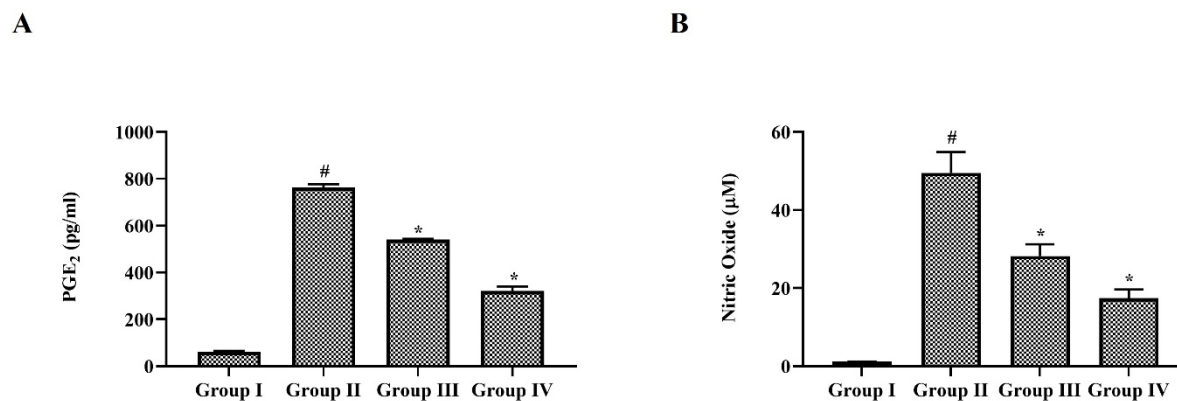 A
PGE2 (pg/ml)
1000
800
600
400
200
0
#
*
*
Group I Group II Group III Group IV
B
Nitric Oxide (μM)
60
40
20
0
#
*
*
Group I Group II Group III Group IV